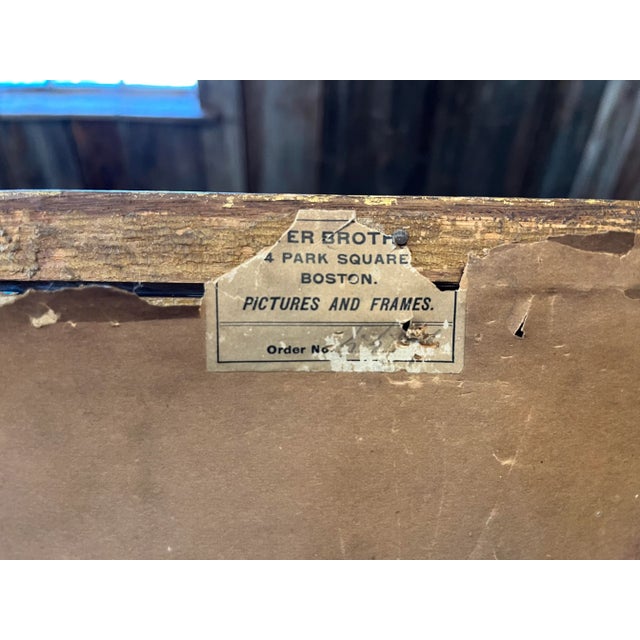 ER BROTH
4 PARK SQUARE
BOSTON.
PICTURES AND FRAMES.
Order No.